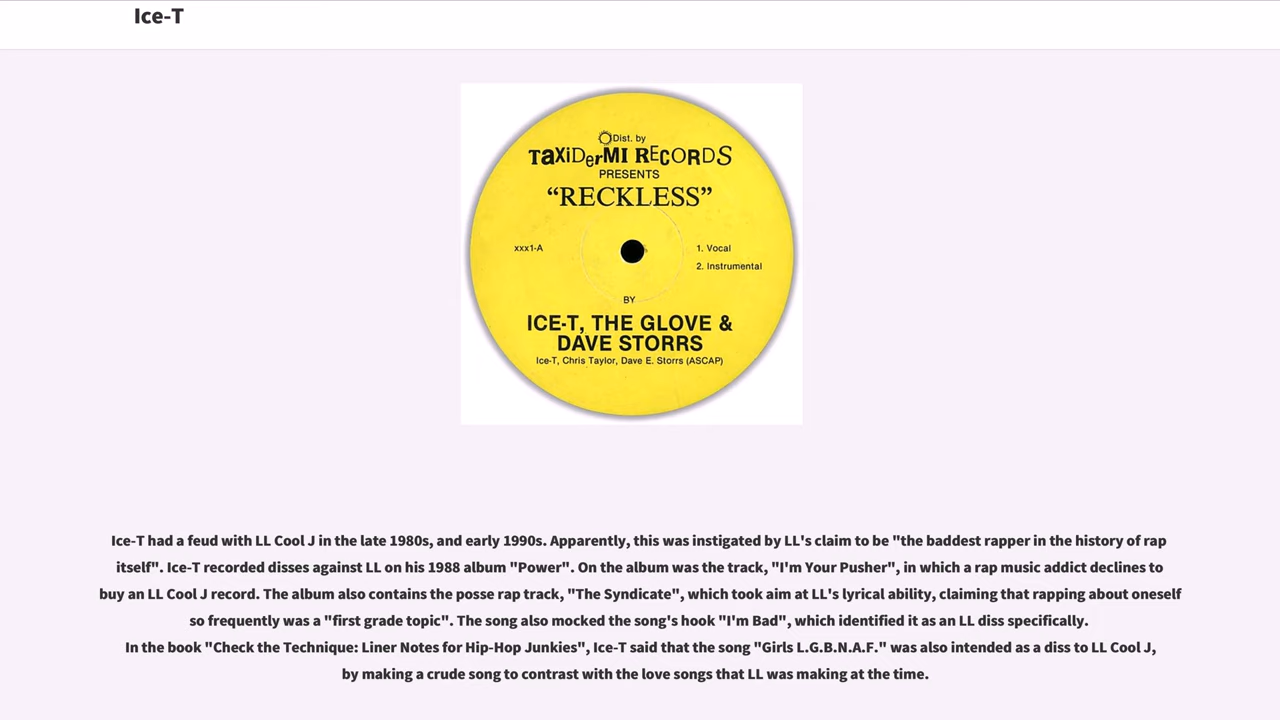 Ice-T
Dist. by
TaXiDerMI RECORDS
PRESENTS
“RECKLESS”
xxx1-A
1. Vocal
2. Instrumental
BY
ICE-T, THE GLOVE &
DAVE STORRS
Ice-T, Chris Taylor, Dave E. Storrs (ASCAP)
Ice-T had a feud with LL Cool J in the late 1980s, and early 1990s. Apparently, this was instigated by LL's claim to be "the baddest rapper in the history of rap
itself". Ice-T recorded disses against LL on his 1988 album "Power". On the album was the track, "I'm Your Pusher", in which a rap music addict declines to
buy an LL Cool J record. The album also contains the posse rap track, "The Syndicate", which took aim at LL's lyrical ability, claiming that rapping about oneself
so frequently was a "first grade topic". The song also mocked the song's hook "I'm Bad", which identified it as an LL diss specifically.
In the book "Check the Technique: Liner Notes for Hip-Hop Junkies", Ice-T said that the song "Girls L.G.B.N.A.F." was also intended as a diss to LL Cool J,
by making a crude song to contrast with the love songs that LL was making at the time.